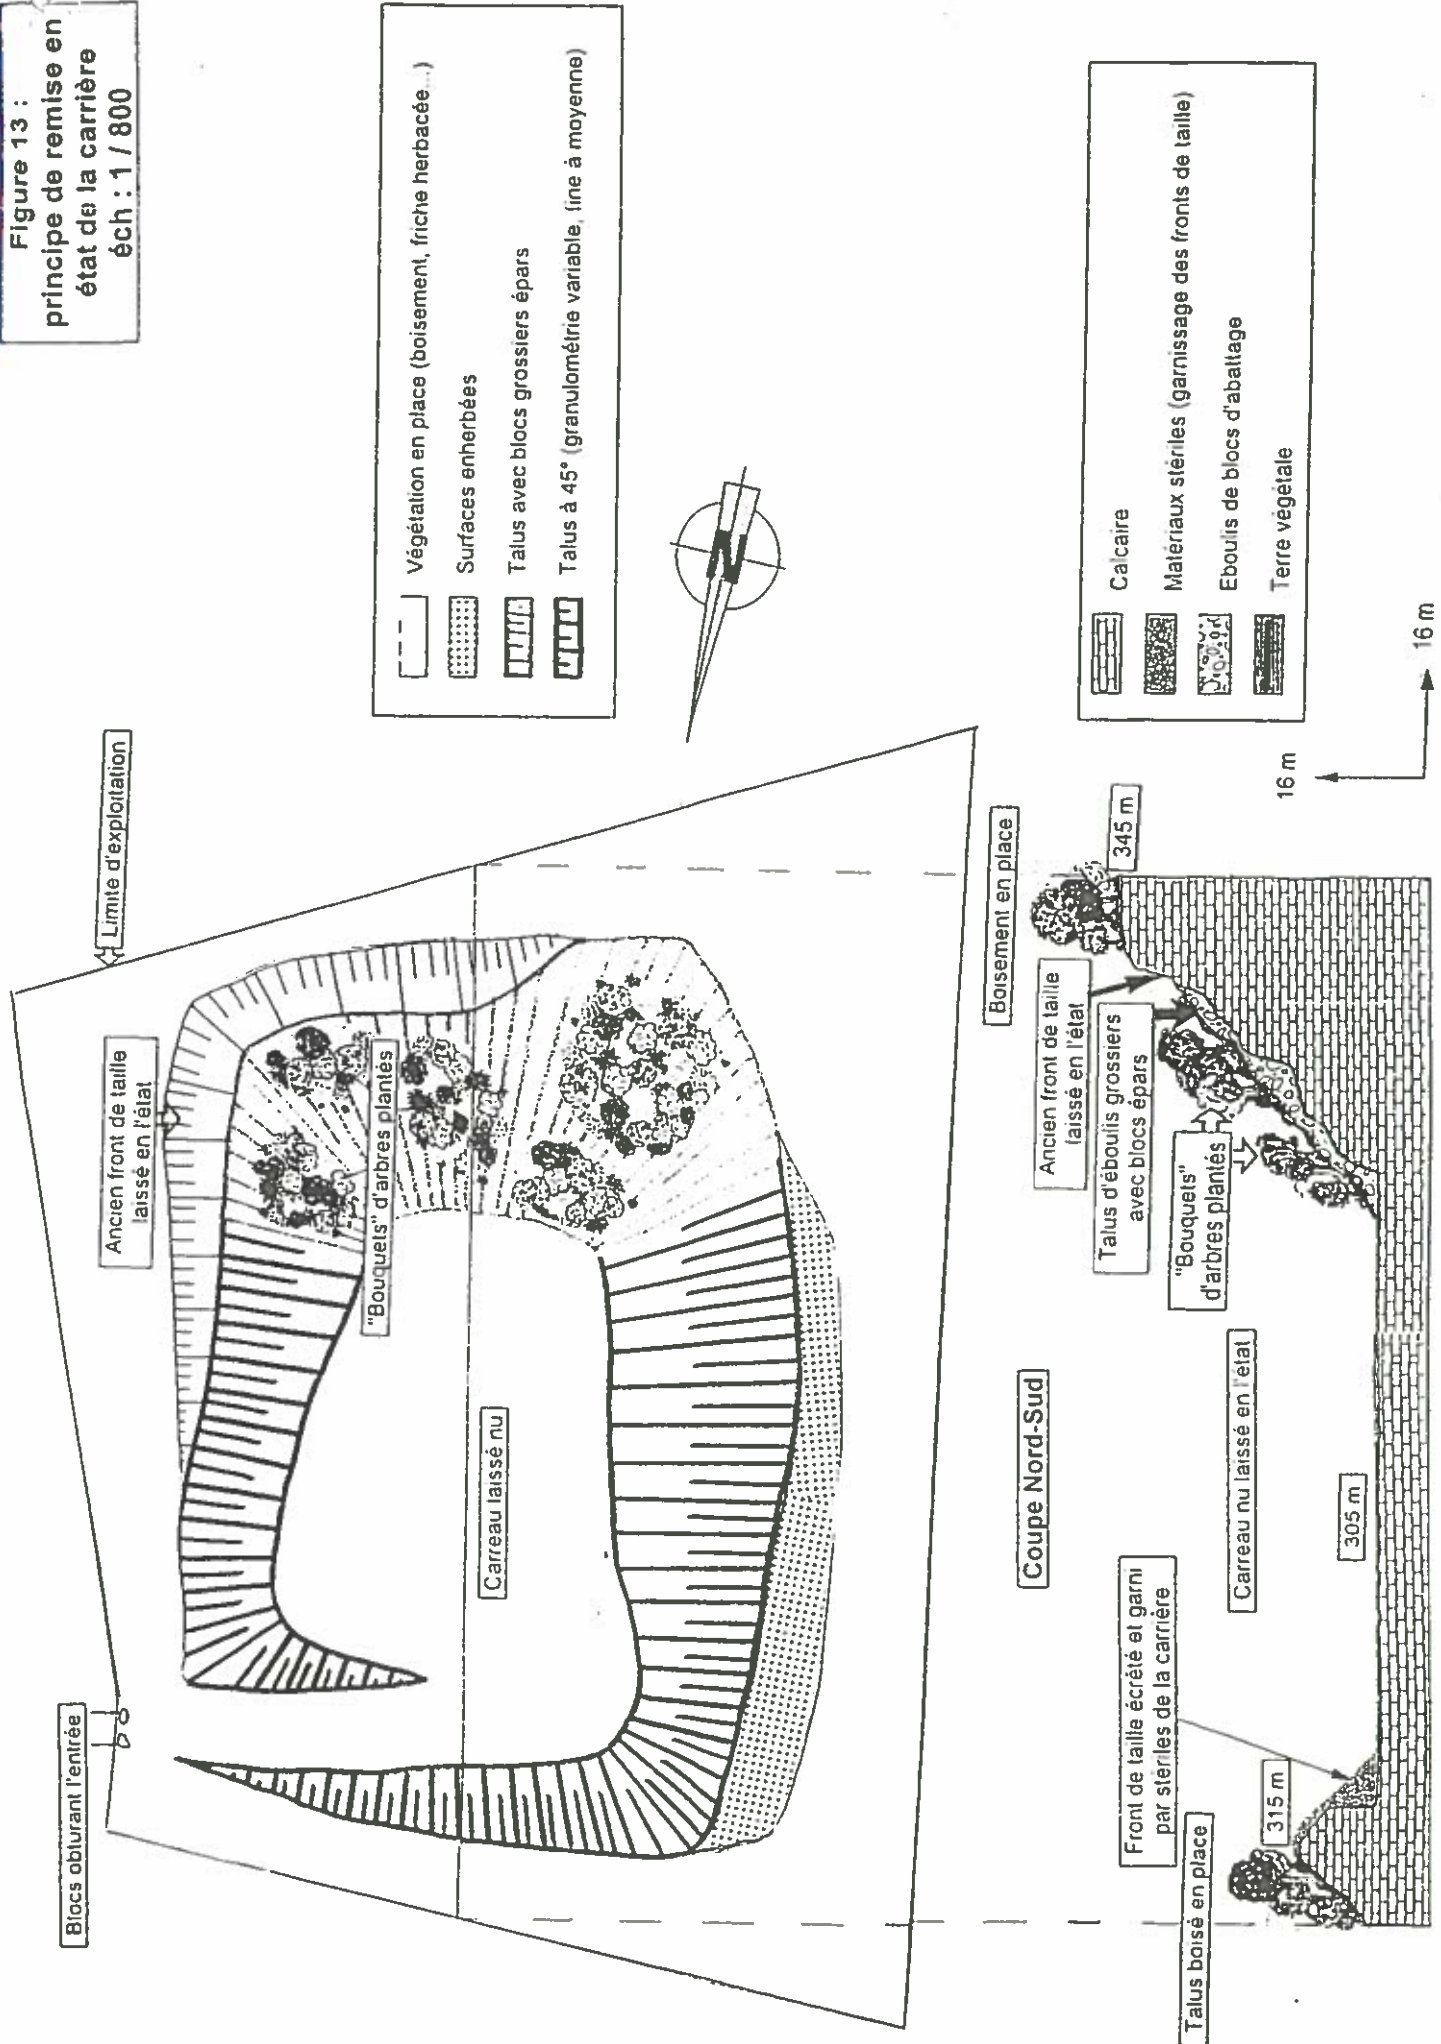 Figure 13 :
principe de remise en
état de la carrière
éch : 1 / 800
Végétation en place (boisement, friche herbacée...)
Surfaces enherbées
Talus avec blocs grossiers épars
Talus à 45° (granulométrie variable, fine à moyenne)
N
Blocs obturant l'entrée
Ancien front de taille
laissé en l'état
Limite d'exploitation
"Bouquets" d'arbres plantés
Carreau laissé nu
Calcaire
Matériaux stériles (garnissage des fronts de taille)
Eboulis de blocs d'abattage
Terre végétale
Coupe Nord-Sud
Talus boisé en place
315 m
Front de taille écrêté et garni
par stériles de la carrière
Carreau nu laissé en l'état
305 m
"Bouquets"
d'arbres plantés
Talus d'éboulis grossiers
avec blocs épars
Ancien front de taille
laissé en l'état
Boisement en place
345 m
16 m
16 m